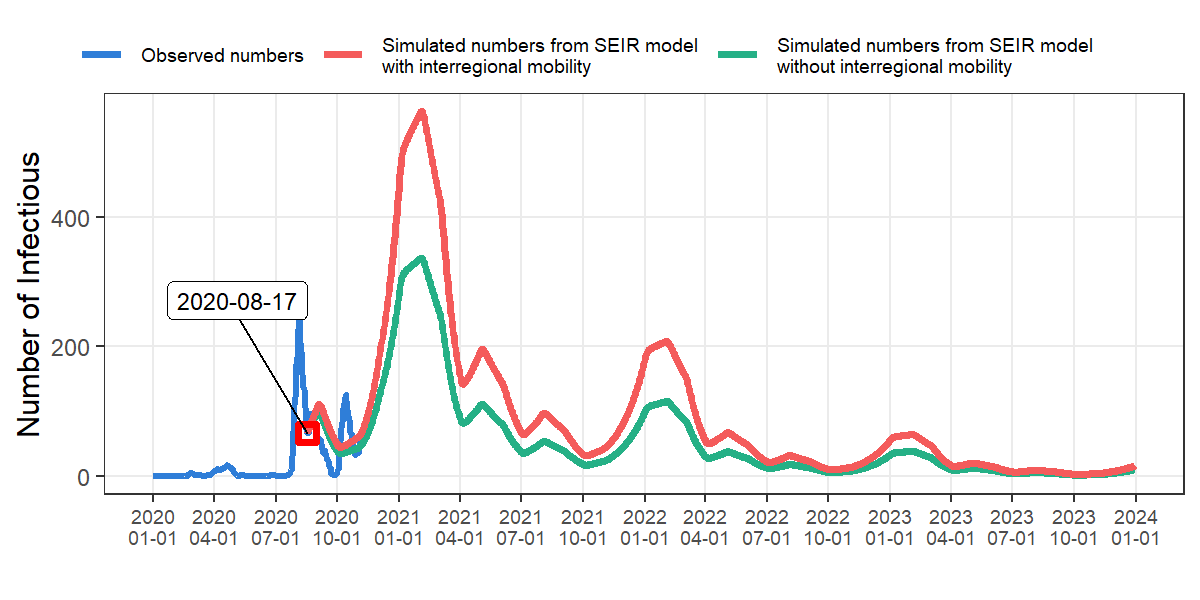 Observed numbers
Simulated numbers from SEIR model
with interregional mobility
Simulated numbers from SEIR model
without interregional mobility
Number of Infectious
400
200
0
2020-08-17
2020 2020 2020 2020 2021 2021 2021 2021 2022 2022 2022 2022 2023 2023 2023 2023 2024
01-01 04-01 07-01 10-01 01-01 04-01 07-01 10-01 01-01 04-01 07-01 10-01 01-01 04-01 07-01 10-01 01-01